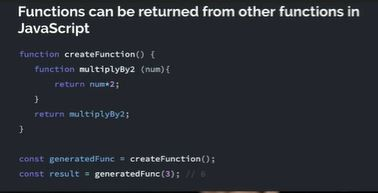 Functions can be returned from other functions in
JavaScript
function createFunction() {
function multiplyBy2 (num){
return num*2;
}
return multiplyBy2;
}
const generatedFunc = createFunction();
const result = generatedFunc(3); // 6